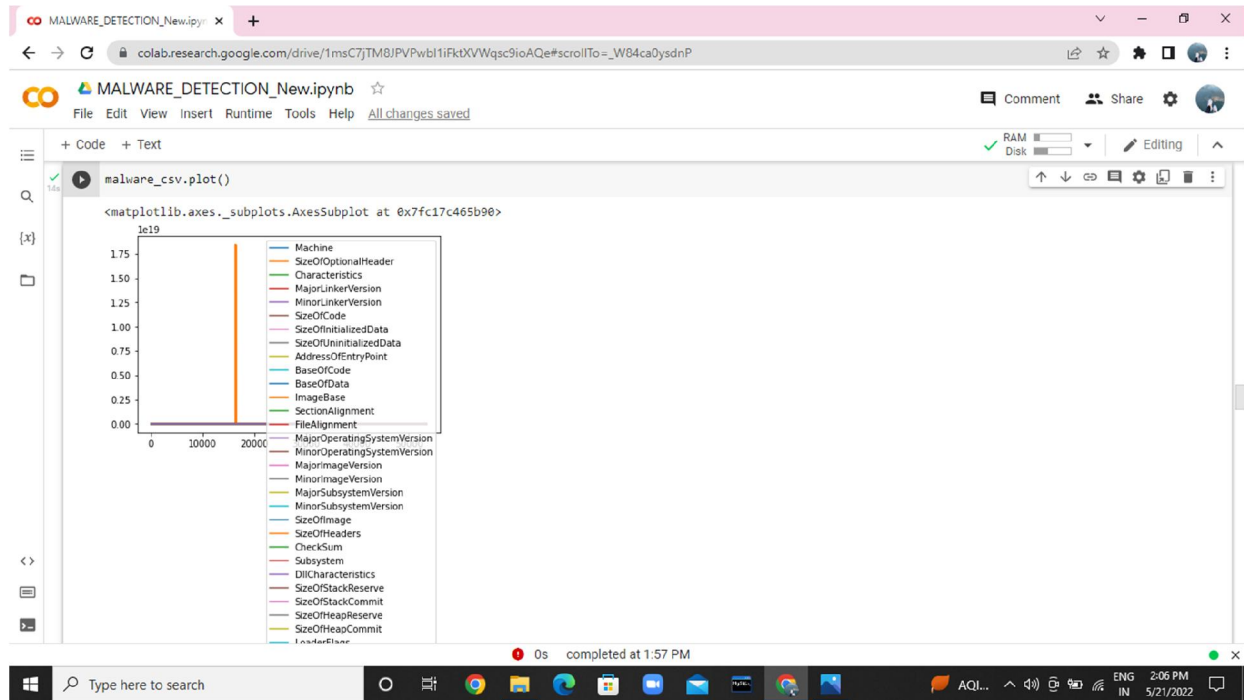 MALWARE_DETECTION_New.ipyn
colab.research.google.com/drive/1msC7jTM8JPVPwbI1iFktXVWqsc9ioAQe#scrollTo=_W84ca0ysdnP
MALWARE_DETECTION_New.ipynb
Comment Share
File Edit View Insert Runtime Tools Help All changes saved
+ Code + Text
RAM
Disk
Editing
14s
malware_csv.plot()
<matplotlib.axes._subplots.AxesSubplot at 0x7fc17c465b90>
1e19
1.75
1.50
1.25
1.00
0.75
0.50
0.25
0.00
0 10000 20000
Machine
SizeOfOptionalHeader
Characteristics
MajorLinkerVersion
MinorLinkerVersion
SizeOfCode
SizeOfInitializedData
SizeOfUninitializedData
AddressOfEntryPoint
BaseOfCode
BaseOfData
ImageBase
SectionAlignment
FileAlignment
MajorOperatingSystemVersion
MinorOperatingSystemVersion
MajorImageVersion
MinorImageVersion
MajorSubsystemVersion
MinorSubsystemVersion
SizeOfImage
SizeOfHeaders
CheckSum
Subsystem
DllCharacteristics
SizeOfStackReserve
SizeOfStackCommit
SizeOfHeapReserve
SizeOfHeapCommit
LoaderFlags
0s completed at 1:57 PM
Type here to search
AQI...
ENG
IN
2:06 PM
5/21/2022